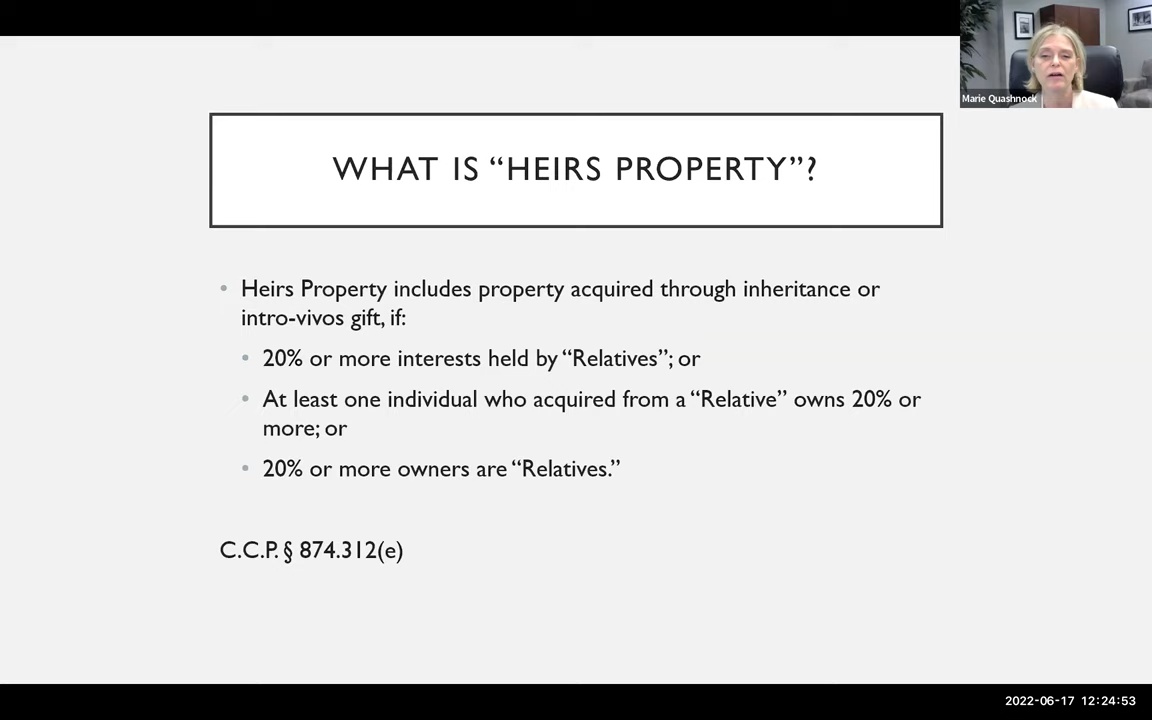 Marie Quashnock
WHAT IS “HEIRS PROPERTY”?
• Heirs Property includes property acquired through inheritance or
intro-vivos gift, if:
• 20% or more interests held by “Relatives”; or
• At least one individual who acquired from a “Relative” owns 20% or
more; or
• 20% or more owners are “Relatives.”
C.C.P. § 874.312(e)
2022-06-17 12:24:53